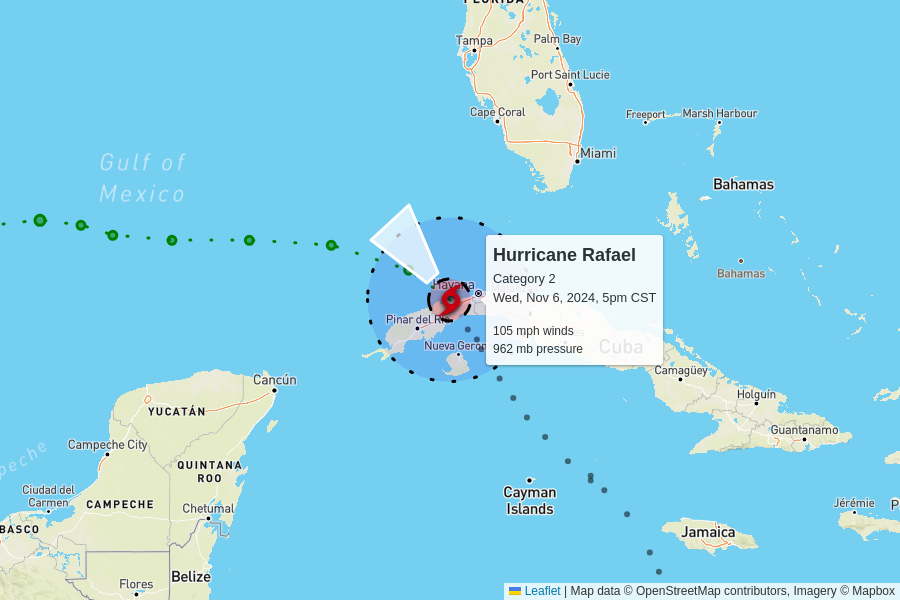 FLORIDA
Tampa
Palm Bay
Port Saint Lucie
Cape Coral
Freeport
Marsh Harbour
Miami
Gulf of
Mexico
Bahamas
Bahamas
Hurricane Rafael
Category 2
Wed, Nov 6, 2024, 5pm CST
105 mph winds
962 mb pressure
Havana
Pinar del Rí
Nueva Geron
Cuba
Camagüey
Holguín
Guantanamo
Cancún
YUCATÁN
Campeche City
peche
QUINTANA
ROO
Ciudad del
Carmen
CAMPECHE
Chetumal
BASCO
Cayman
Islands
Jamaica
Jérémie
P
Belize
Flores
Leaflet | Map data © OpenStreetMap contributors, Imagery © Mapbox